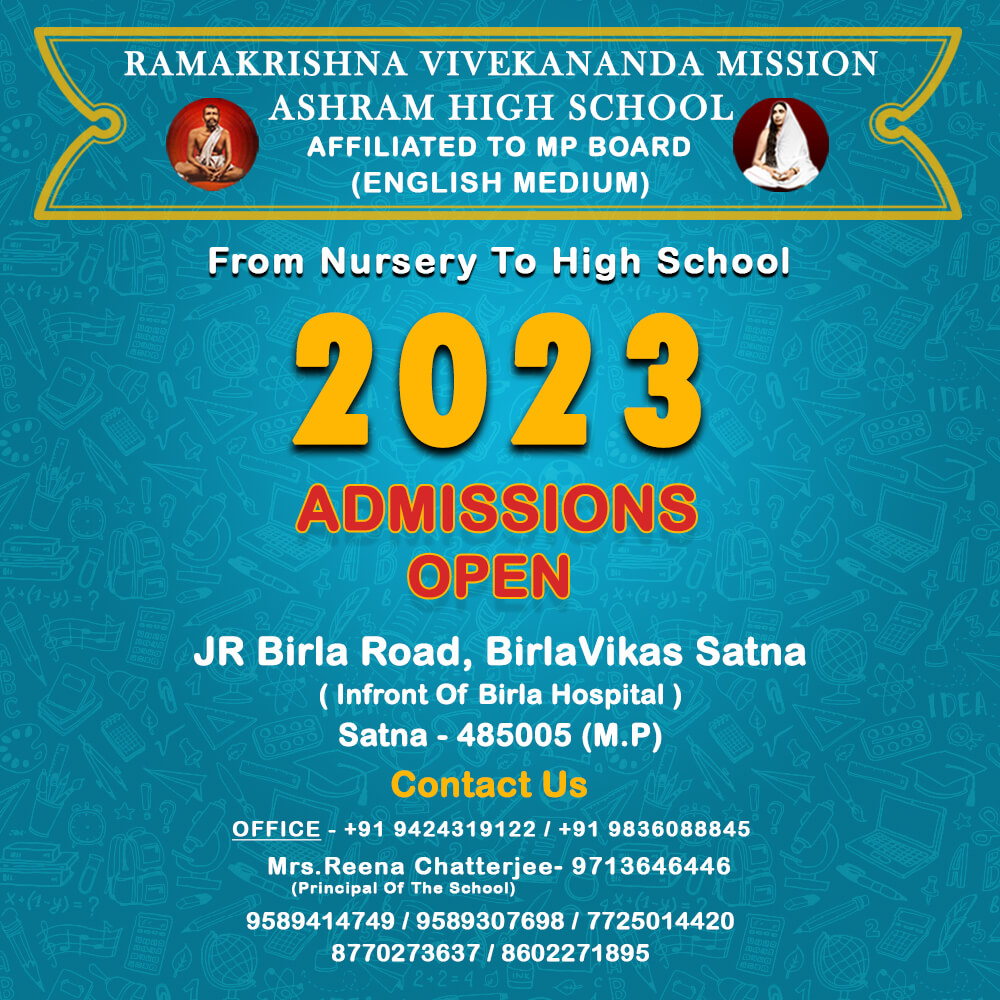 RAMAKRISHNA VIVEKANANDA MISSION
ASHRAM HIGH SCHOOL
AFFILIATED TO MP BOARD
(ENGLISH MEDIUM)
From Nursery To High School
2023
ADMISSIONS
OPEN
JR Birla Road, BirlaVikas Satna
( Infront Of Birla Hospital )
Satna - 485005 (M.P)
Contact Us
OFFICE - +91 9424319122 / +91 9836088845
Mrs.Reena Chatterjee- 9713646446
(Principal Of The School)
9589414749 / 9589307698 / 7725014420
8770273637 / 8602271895